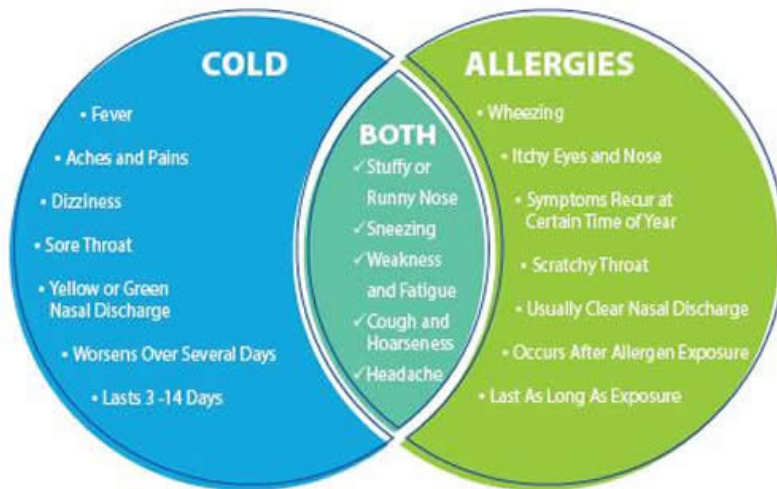 COLD
• Fever
• Aches and Pains
• Dizziness
• Sore Throat
• Yellow or Green
Nasal Discharge
• Worsens Over Several Days
• Lasts 3 -14 Days
BOTH
✓Stuffy or
Runny Nose
✓Sneezing
✓Weakness
and Fatigue
✓Cough and
Hoarseness
✓Headache
ALLERGIES
• Wheezing
• Itchy Eyes and Nose
• Symptoms Recur at
Certain Time of Year
• Scratchy Throat
• Usually Clear Nasal Discharge
• Occurs After Allergen Exposure
• Last As Long As Exposure